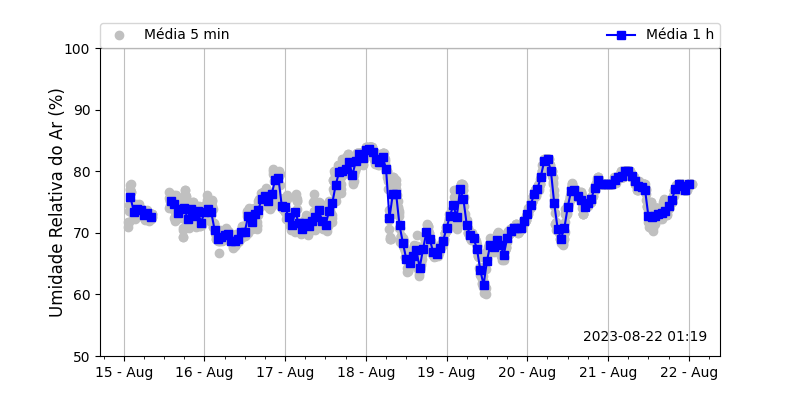 Média 5 min
Média 1 h
Umidade Relativa do Ar (%)
100
90
80
70
60
50
2023-08-22 01:19
15 - Aug
16 - Aug
17 - Aug
18 - Aug
19 - Aug
20 - Aug
21 - Aug
22 - Aug